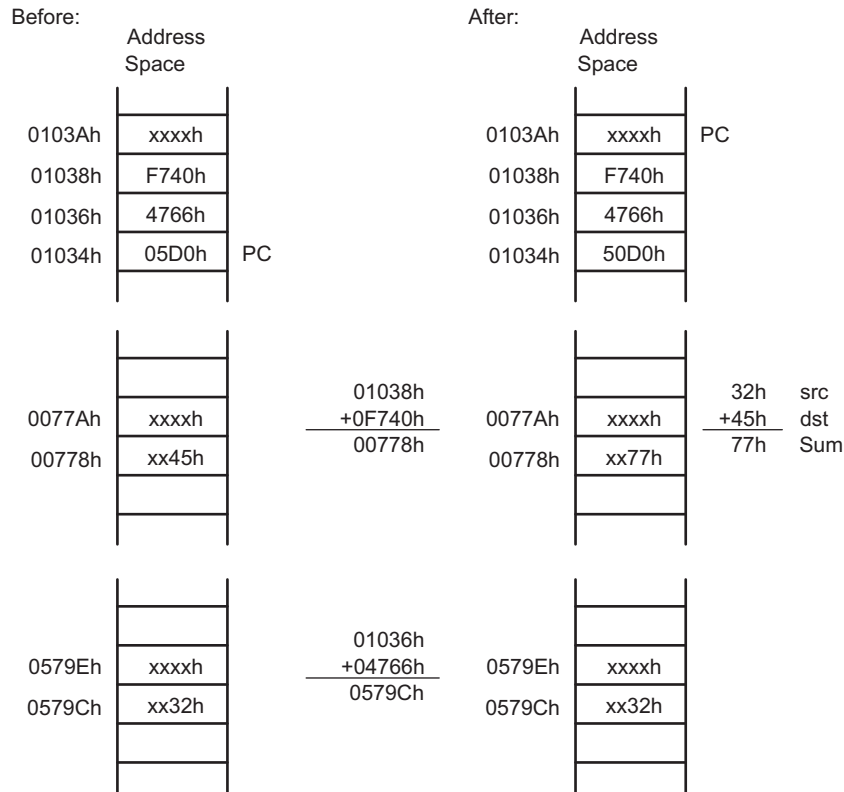 Before:
Address
Space
0103Ah xxxxh
01038h F740h
01036h 4766h
01034h 05D0h PC
0077Ah xxxxh
00778h xx45h
01038h
+0F740h
00778h
0579Eh xxxxh
0579Ch xx32h
01036h
+04766h
0579Ch
After:
Address
Space
0103Ah xxxxh PC
01038h F740h
01036h 4766h
01034h 50D0h
0077Ah xxxxh
00778h xx77h
32h src
+45h dst
77h Sum
0579Eh xxxxh
0579Ch xx32h